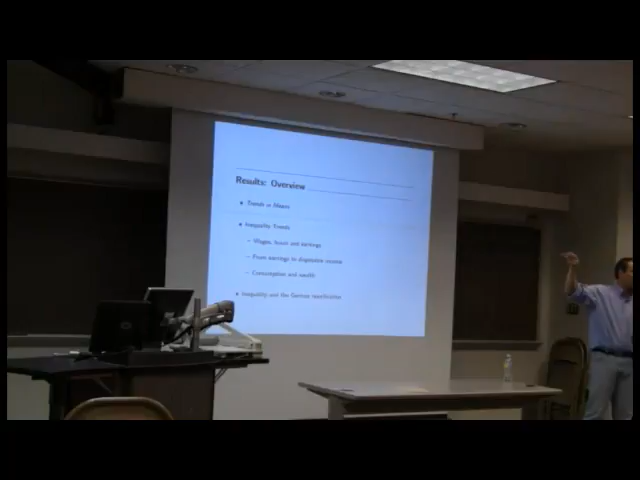 Results: Overview
• Trends in Means
• Inequality Trends
– Wages, hours and earnings
– From earnings to disposable income
– Consumption and wealth
• Inequality and the German reunification